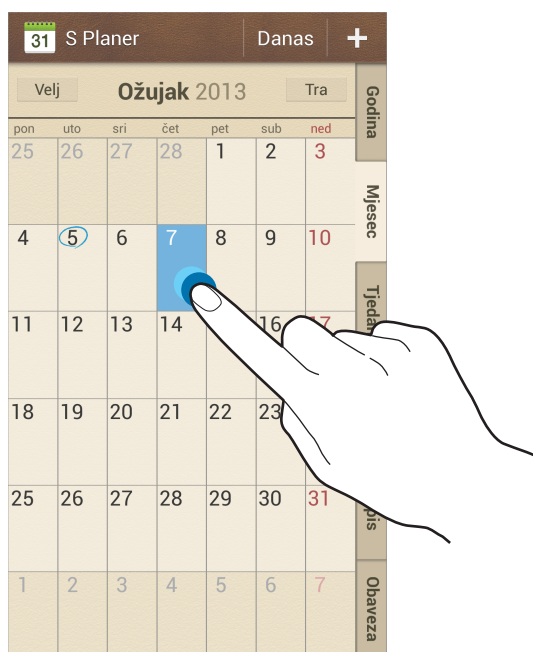 31 S Planer Danas +
Velj Ožujak 2013 Tra
pon uto sri čet pet sub ned
25 26 27 28 1 2 3
4 5 6 7 8 9 10
11 12 13 14 16 17
18 19 20 21 22 23
25 26 27 28 29 30 31
1 2 3 4 5 6 7
Godina
Mjesec
Obaveza